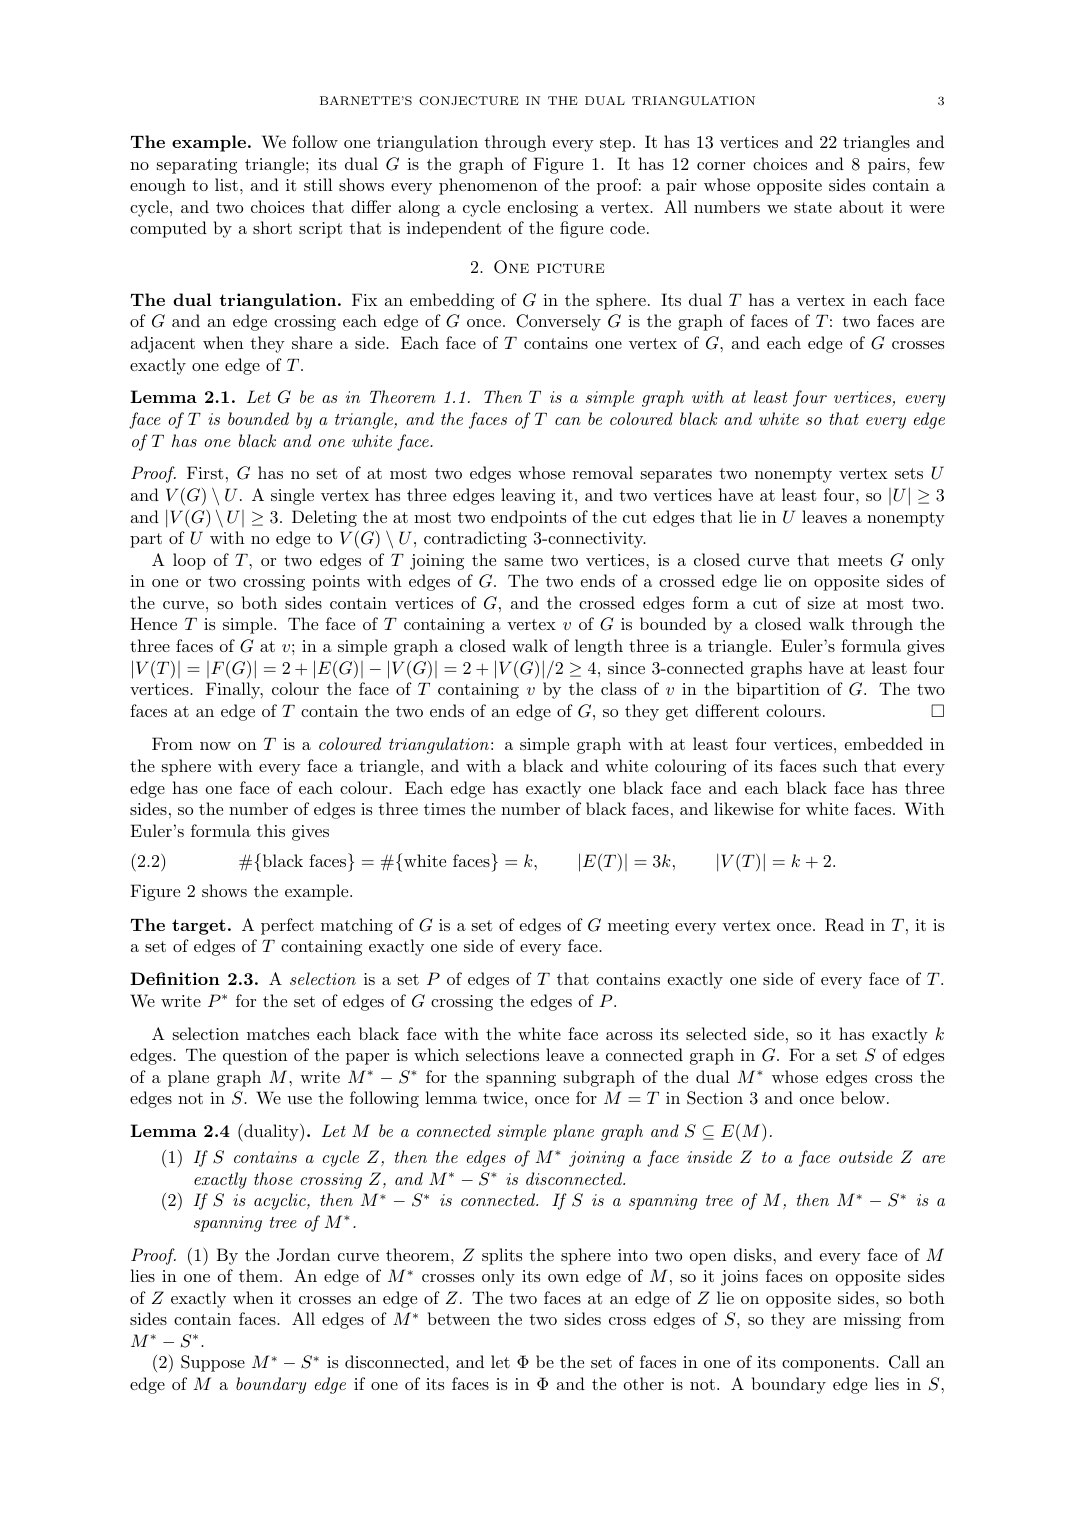 BARNETTE'S CONJECTURE IN THE DUAL TRIANGULATION 3
The example. We follow one triangulation through every step. It has 13 vertices and 22 triangles and
no separating triangle; its dual G is the graph of Figure 1. It has 12 corner choices and 8 pairs, few
enough to list, and it still shows every phenomenon of the proof: a pair whose opposite sides contain a
cycle, and two choices that differ along a cycle enclosing a vertex. All numbers we state about it were
computed by a short script that is independent of the figure code.
2. One picture
The dual triangulation. Fix an embedding of G in the sphere. Its dual T has a vertex in each face
of G and an edge crossing each edge of G once. Conversely G is the graph of faces of T: two faces are
adjacent when they share a side. Each face of T contains one vertex of G, and each edge of G crosses
exactly one edge of T.
Lemma 2.1. Let G be as in Theorem 1.1. Then T is a simple graph with at least four vertices, every
face of T is bounded by a triangle, and the faces of T can be coloured black and white so that every edge
of T has one black and one white face.
Proof. First, G has no set of at most two edges whose removal separates two nonempty vertex sets U
and V(G) \ U. A single vertex has three edges leaving it, and two vertices have at least four, so |U| ≥ 3
and |V(G) \ U| ≥ 3. Deleting the at most two endpoints of the cut edges that lie in U leaves a nonempty
part of U with no edge to V(G) \ U, contradicting 3-connectivity.
A loop of T, or two edges of T joining the same two vertices, is a closed curve that meets G only
in one or two crossing points with edges of G. The two ends of a crossed edge lie on opposite sides of
the curve, so both sides contain vertices of G, and the crossed edges form a cut of size at most two.
Hence T is simple. The face of T containing a vertex v of G is bounded by a closed walk through the
three faces of G at v; in a simple graph a closed walk of length three is a triangle. Euler's formula gives
|V(T)| = |F(G)| = 2 + |E(G)| − |V(G)| = 2 + |V(G)|/2 ≥ 4, since 3-connected graphs have at least four
vertices. Finally, colour the face of T containing v by the class of v in the bipartition of G. The two
faces at an edge of T contain the two ends of an edge of G, so they get different colours. □
From now on T is a coloured triangulation: a simple graph with at least four vertices, embedded in
the sphere with every face a triangle, and with a black and white colouring of its faces such that every
edge has one face of each colour. Each edge has exactly one black face and each black face has three
sides, so the number of edges is three times the number of black faces, and likewise for white faces. With
Euler's formula this gives
(2.2) #{black faces} = #{white faces} = k, |E(T)| = 3k, |V(T)| = k + 2.
Figure 2 shows the example.
The target. A perfect matching of G is a set of edges of G meeting every vertex once. Read in T, it is
a set of edges of T containing exactly one side of every face.
Definition 2.3. A selection is a set P of edges of T that contains exactly one side of every face of T.
We write P* for the set of edges of G crossing the edges of P.
A selection matches each black face with the white face across its selected side, so it has exactly k
edges. The question of the paper is which selections leave a connected graph in G. For a set S of edges
of a plane graph M, write M* − S* for the spanning subgraph of the dual M* whose edges cross the
edges not in S. We use the following lemma twice, once for M = T in Section 3 and once below.
Lemma 2.4 (duality). Let M be a connected simple plane graph and S ⊆ E(M).
(1) If S contains a cycle Z, then the edges of M* joining a face inside Z to a face outside Z are
exactly those crossing Z, and M* − S* is disconnected.
(2) If S is acyclic, then M* − S* is connected. If S is a spanning tree of M, then M* − S* is a
spanning tree of M*.
Proof. (1) By the Jordan curve theorem, Z splits the sphere into two open disks, and every face of M
lies in one of them. An edge of M* crosses only its own edge of M, so it joins faces on opposite sides
of Z exactly when it crosses an edge of Z. The two faces at an edge of Z lie on opposite sides, so both
sides contain faces. All edges of M* between the two sides cross edges of S, so they are missing from
M* − S*.
(2) Suppose M* − S* is disconnected, and let Φ be the set of faces in one of its components. Call an
edge of M a boundary edge if one of its faces is in Φ and the other is not. A boundary edge lies in S,